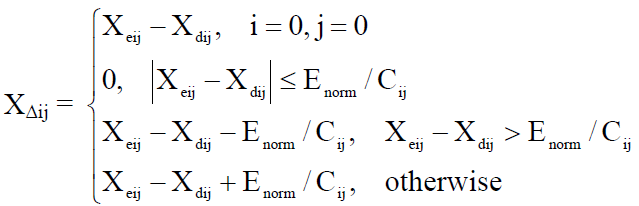 X_eij − X_dij, i = 0, j = 0
0, |X_eij − X_dij| ≤ E_norm / C_ij
X_Δij =
X_eij − X_dij − E_norm / C_ij, X_eij − X_dij > E_norm / C_ij
X_eij − X_dij + E_norm / C_ij, otherwise